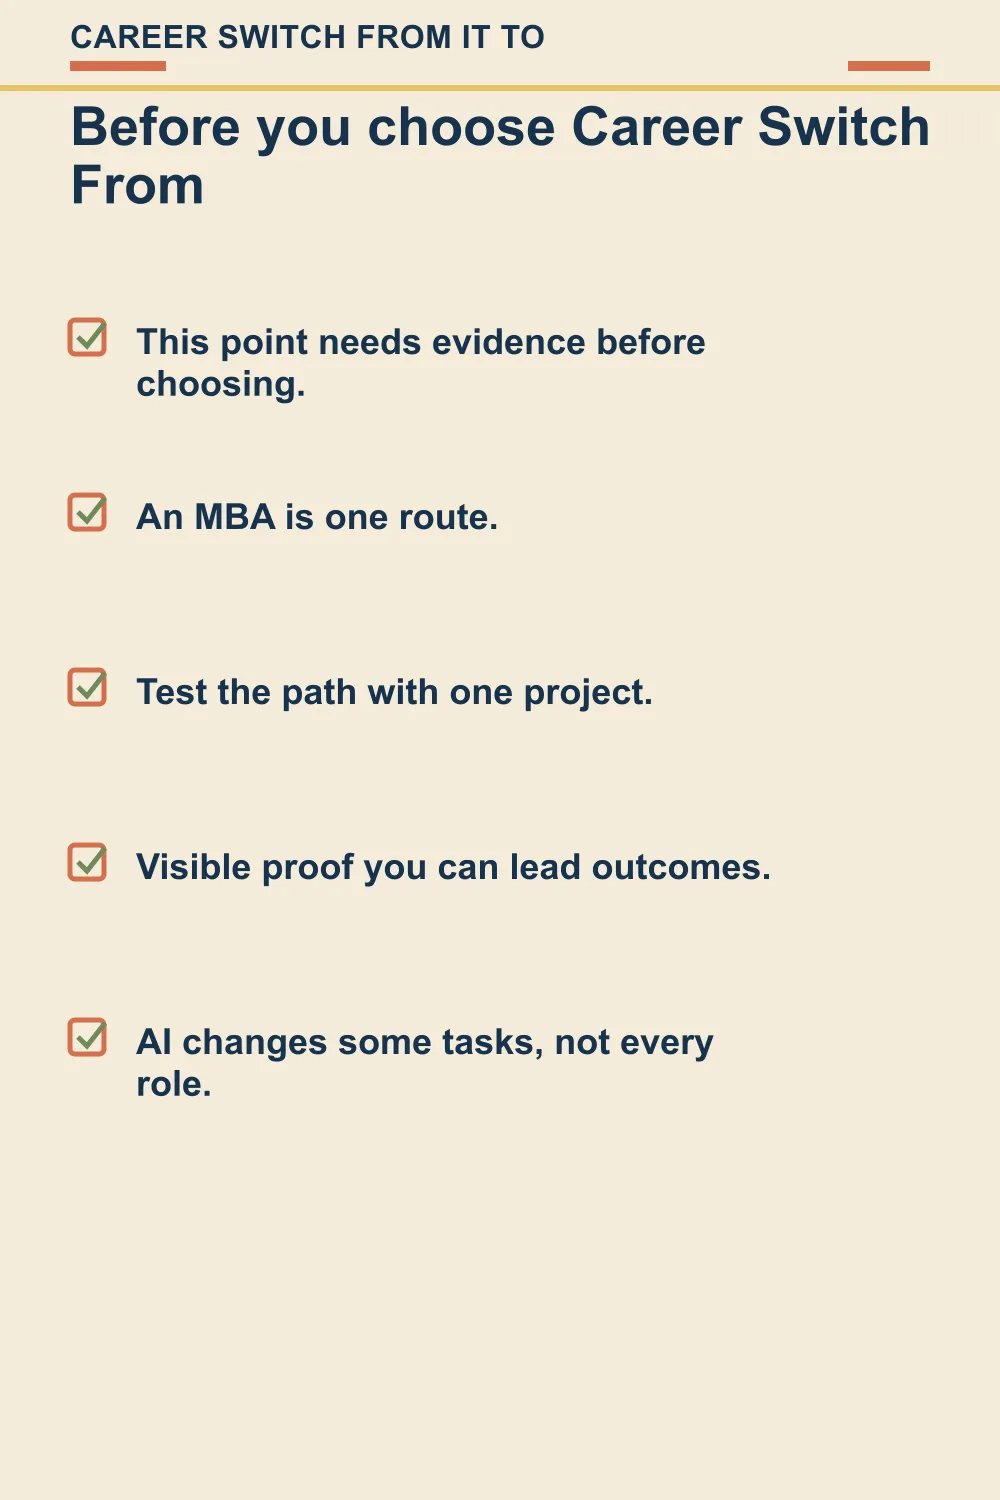 CAREER SWITCH FROM IT TO
Before you choose Career Switch
From
This point needs evidence before
choosing.
An MBA is one route.
Test the path with one project.
Visible proof you can lead outcomes.
AI changes some tasks, not every
role.